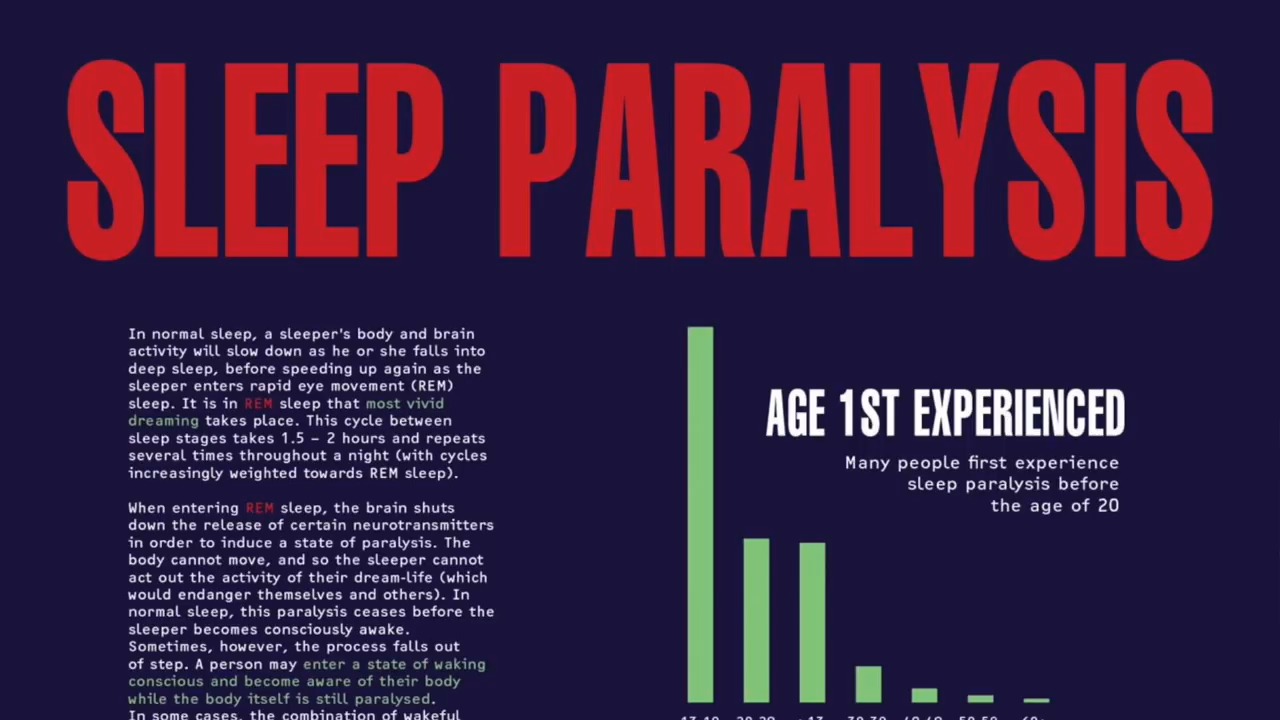 SLEEP PARALYSIS
In normal sleep, a sleeper's body and brain
activity will slow down as he or she falls into
deep sleep, before speeding up again as the
sleeper enters rapid eye movement (REM)
sleep. It is in REM sleep that most vivid
dreaming takes place. This cycle between
sleep stages takes 1.5 – 2 hours and repeats
several times throughout a night (with cycles
increasingly weighted towards REM sleep).
When entering REM sleep, the brain shuts
down the release of certain neurotransmitters
in order to induce a state of paralysis. The
body cannot move, and so the sleeper cannot
act out the activity of their dream-life (which
would endanger themselves and others). In
normal sleep, this paralysis ceases before the
sleeper becomes consciously awake.
Sometimes, however, the process falls out
of step. A person may enter a state of waking
conscious and become aware of their body
while the body itself is still paralysed.
In some cases, the combination of wakeful
AGE 1ST EXPERIENCED
Many people first experience
sleep paralysis before
the age of 20